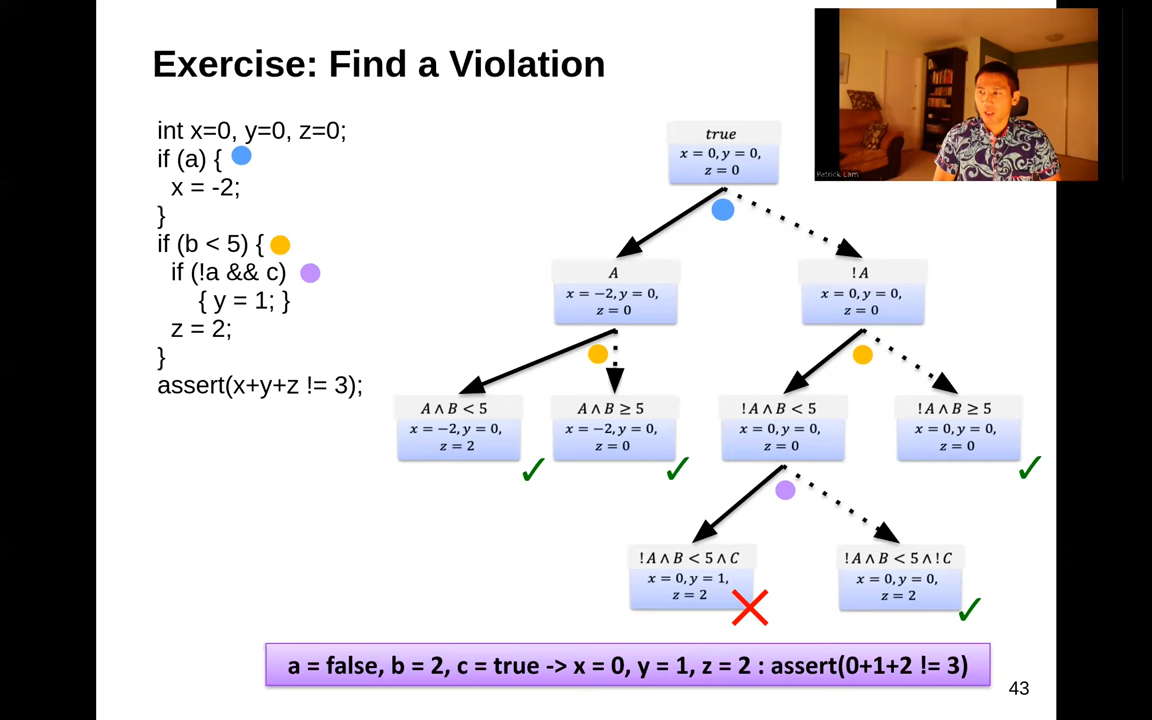 Exercise: Find a Violation
Patrick Lam
int x=0, y=0, z=0;
if (a) {
x = -2;
}
if (b < 5) {
if (!a && c)
{ y = 1; }
z = 2;
}
assert(x+y+z != 3);
true
x = 0, y = 0,
z = 0
A
x = −2, y = 0,
z = 0
! A
x = 0, y = 0,
z = 0
A ∧ B < 5
x = −2, y = 0,
z = 2
A ∧ B ≥ 5
x = −2, y = 0,
z = 0
! A ∧ B < 5
x = 0, y = 0,
z = 0
! A ∧ B ≥ 5
x = 0, y = 0,
z = 0
! A ∧ B < 5 ∧ C
x = 0, y = 1,
z = 2
! A ∧ B < 5 ∧ ! C
x = 0, y = 0,
z = 2
a = false, b = 2, c = true -> x = 0, y = 1, z = 2 : assert(0+1+2 != 3)
43